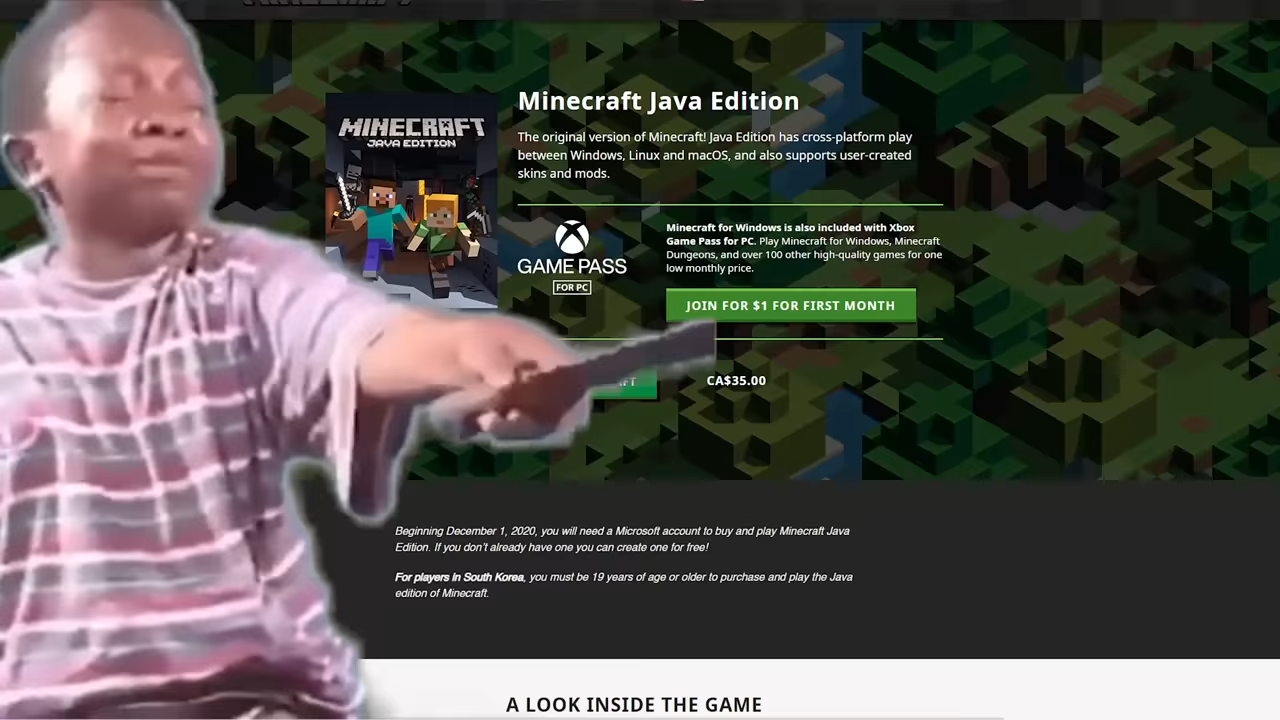 Minecraft Java Edition
MINECRAFT
JAVA EDITION
The original version of Minecraft! Java Edition has cross-platform play
between Windows, Linux and macOS, and also supports user-created
skins and mods.
GAME PASS
FOR PC
Minecraft for Windows is also included with Xbox
Game Pass for PC. Play Minecraft for Windows, Minecraft
Dungeons, and over 100 other high-quality games for one
low monthly price.
JOIN FOR $1 FOR FIRST MONTH
CA$35.00
Beginning December 1, 2020, you will need a Microsoft account to buy and play Minecraft Java
Edition. If you don't already have one you can create one for free!
For players in South Korea, you must be 19 years of age or older to purchase and play the Java
edition of Minecraft.
A LOOK INSIDE THE GAME